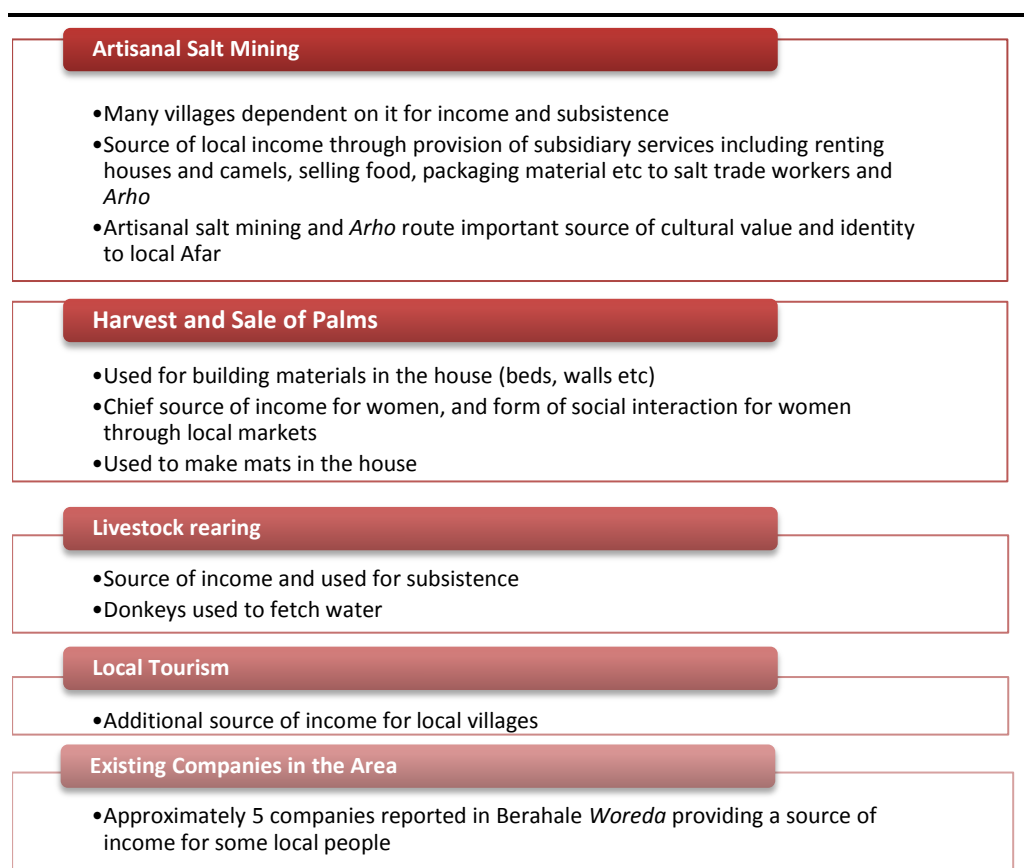 Artisanal Salt Mining
•Many villages dependent on it for income and subsistence
•Source of local income through provision of subsidiary services including renting
houses and camels, selling food, packaging material etc to salt trade workers and
Arho
•Artisanal salt mining and Arho route important source of cultural value and identity
to local Afar
Harvest and Sale of Palms
•Used for building materials in the house (beds, walls etc)
•Chief source of income for women, and form of social interaction for women
through local markets
•Used to make mats in the house
Livestock rearing
•Source of income and used for subsistence
•Donkeys used to fetch water
Local Tourism
•Additional source of income for local villages
Existing Companies in the Area
•Approximately 5 companies reported in Berahale Woreda providing a source of
income for some local people